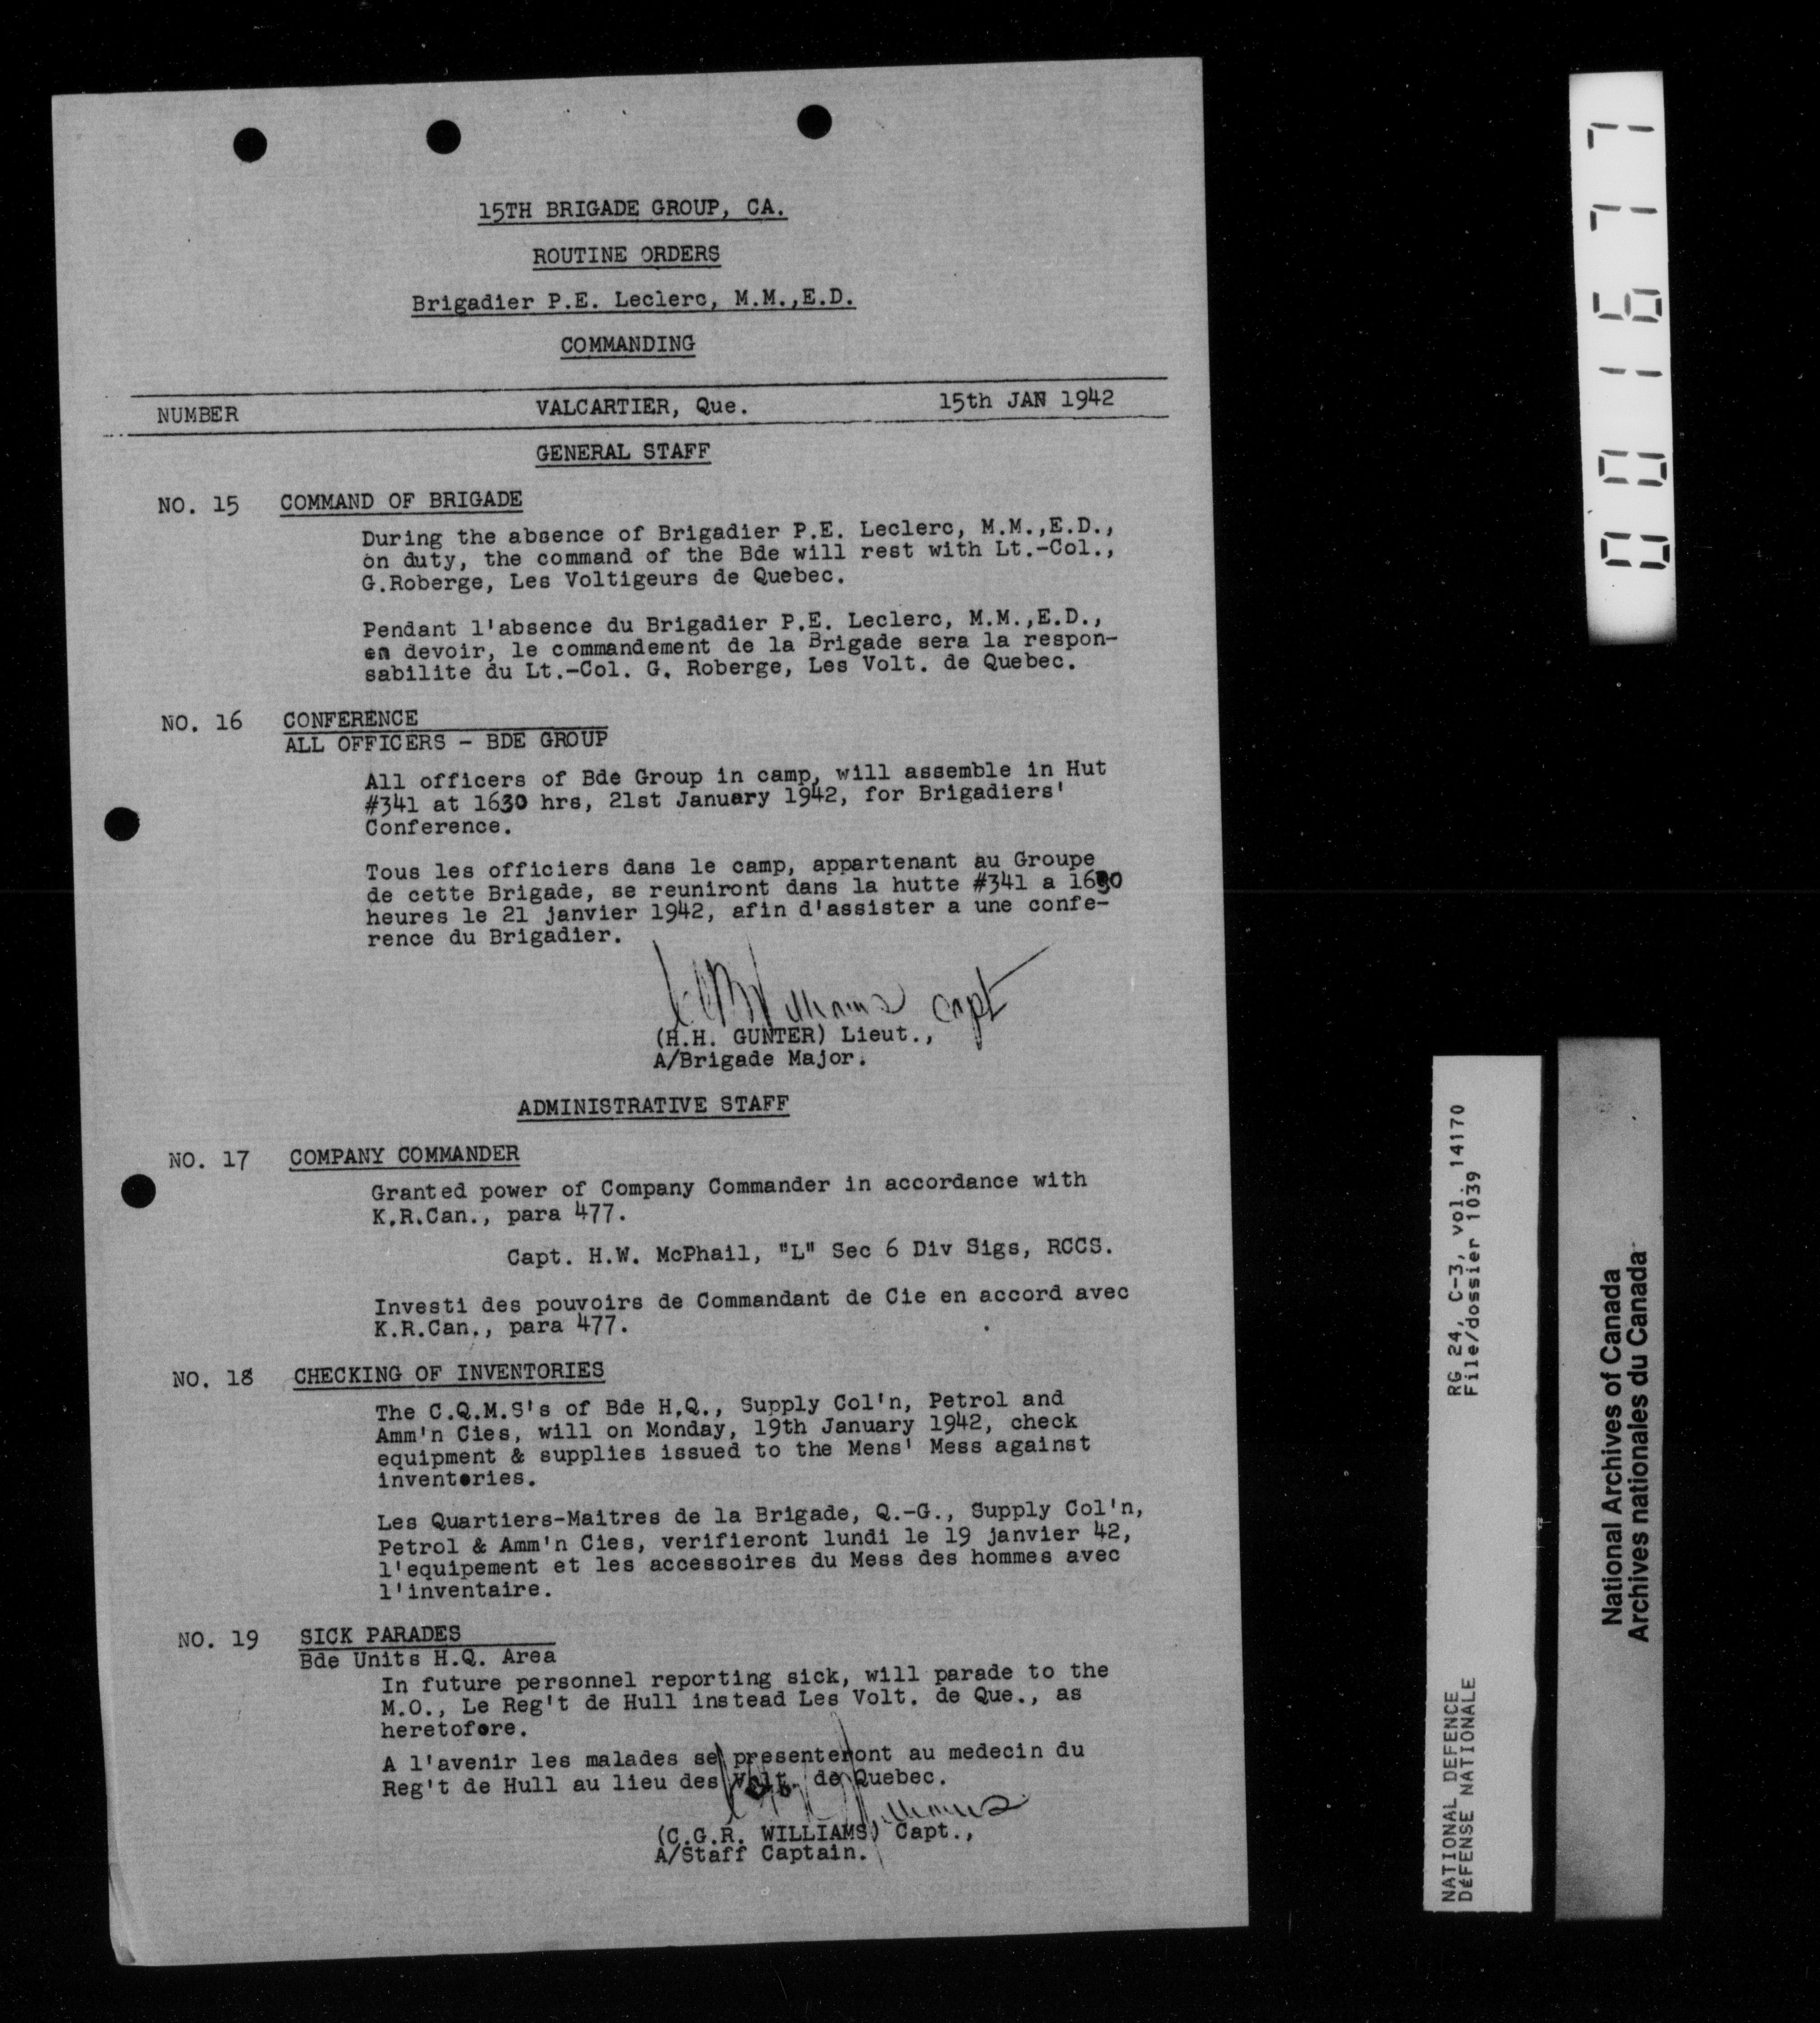 15TH BRIGADE GROUP, CA.
ROUTINE ORDERS
Brigadier P.E. Leclerc, M.M.,E.D.
COMMANDING
NUMBER VALCARTIER, Que. 15th JAN 1942
GENERAL STAFF
NO. 15 COMMAND OF BRIGADE
During the absence of Brigadier P.E. Leclerc, M.M.,E.D.,
on duty, the command of the Bde will rest with Lt.-Col.,
G.Roberge, Les Voltigeurs de Quebec.
Pendant l'absence du Brigadier P.E. Leclerc, M.M.,E.D.,
en devoir, le commandement de la Brigade sera la respon-
sabilite du Lt.-Col. G. Roberge, Les Volt. de Quebec.
NO. 16 CONFERENCE
ALL OFFICERS - BDE GROUP
All officers of Bde Group in camp, will assemble in Hut
#341 at 1630 hrs, 21st January 1942, for Brigadiers'
Conference.
Tous les officiers dans le camp, appartenant au Groupe
de cette Brigade, se reuniront dans la hutte #341 a 1630
heures le 21 janvier 1942, afin d'assister a une confe-
rence du Brigadier.
Williams Capt
(H.H. GUNTER) Lieut.,
A/Brigade Major.
ADMINISTRATIVE STAFF
NO. 17 COMPANY COMMANDER
Granted power of Company Commander in accordance with
K.R.Can., para 477.
Capt. H.W. McPhail, "L" Sec 6 Div Sigs, RCCS.
Investi des pouvoirs de Commandant de Cie en accord avec
K.R.Can., para 477.
NO. 18 CHECKING OF INVENTORIES
The C.Q.M.S's of Bde H.Q., Supply Col'n, Petrol and
Amm'n Cies, will on Monday, 19th January 1942, check
equipment & supplies issued to the Mens' Mess against
inventories.
Les Quartiers-Maitres de la Brigade, Q.-G., Supply Col'n,
Petrol & Amm'n Cies, verifieront lundi le 19 janvier 42,
l'equipement et les accessoires du Mess des hommes avec
l'inventaire.
NO. 19 SICK PARADES
Bde Units H.Q. Area
In future personnel reporting sick, will parade to the
M.O., Le Reg't de Hull instead Les Volt. de Que., as
heretofore.
A l'avenir les malades se presenteront au medecin du
Reg't de Hull au lieu des Volt. de Quebec.
Williams
(C.G.R. WILLIAMS) Capt.,
A/Staff Captain.
001677
RG 24, C-3, vol. 14170
File/dossier 1039
NATIONAL DEFENCE
DÉFENSE NATIONALE
National Archives of Canada
Archives nationales du Canada